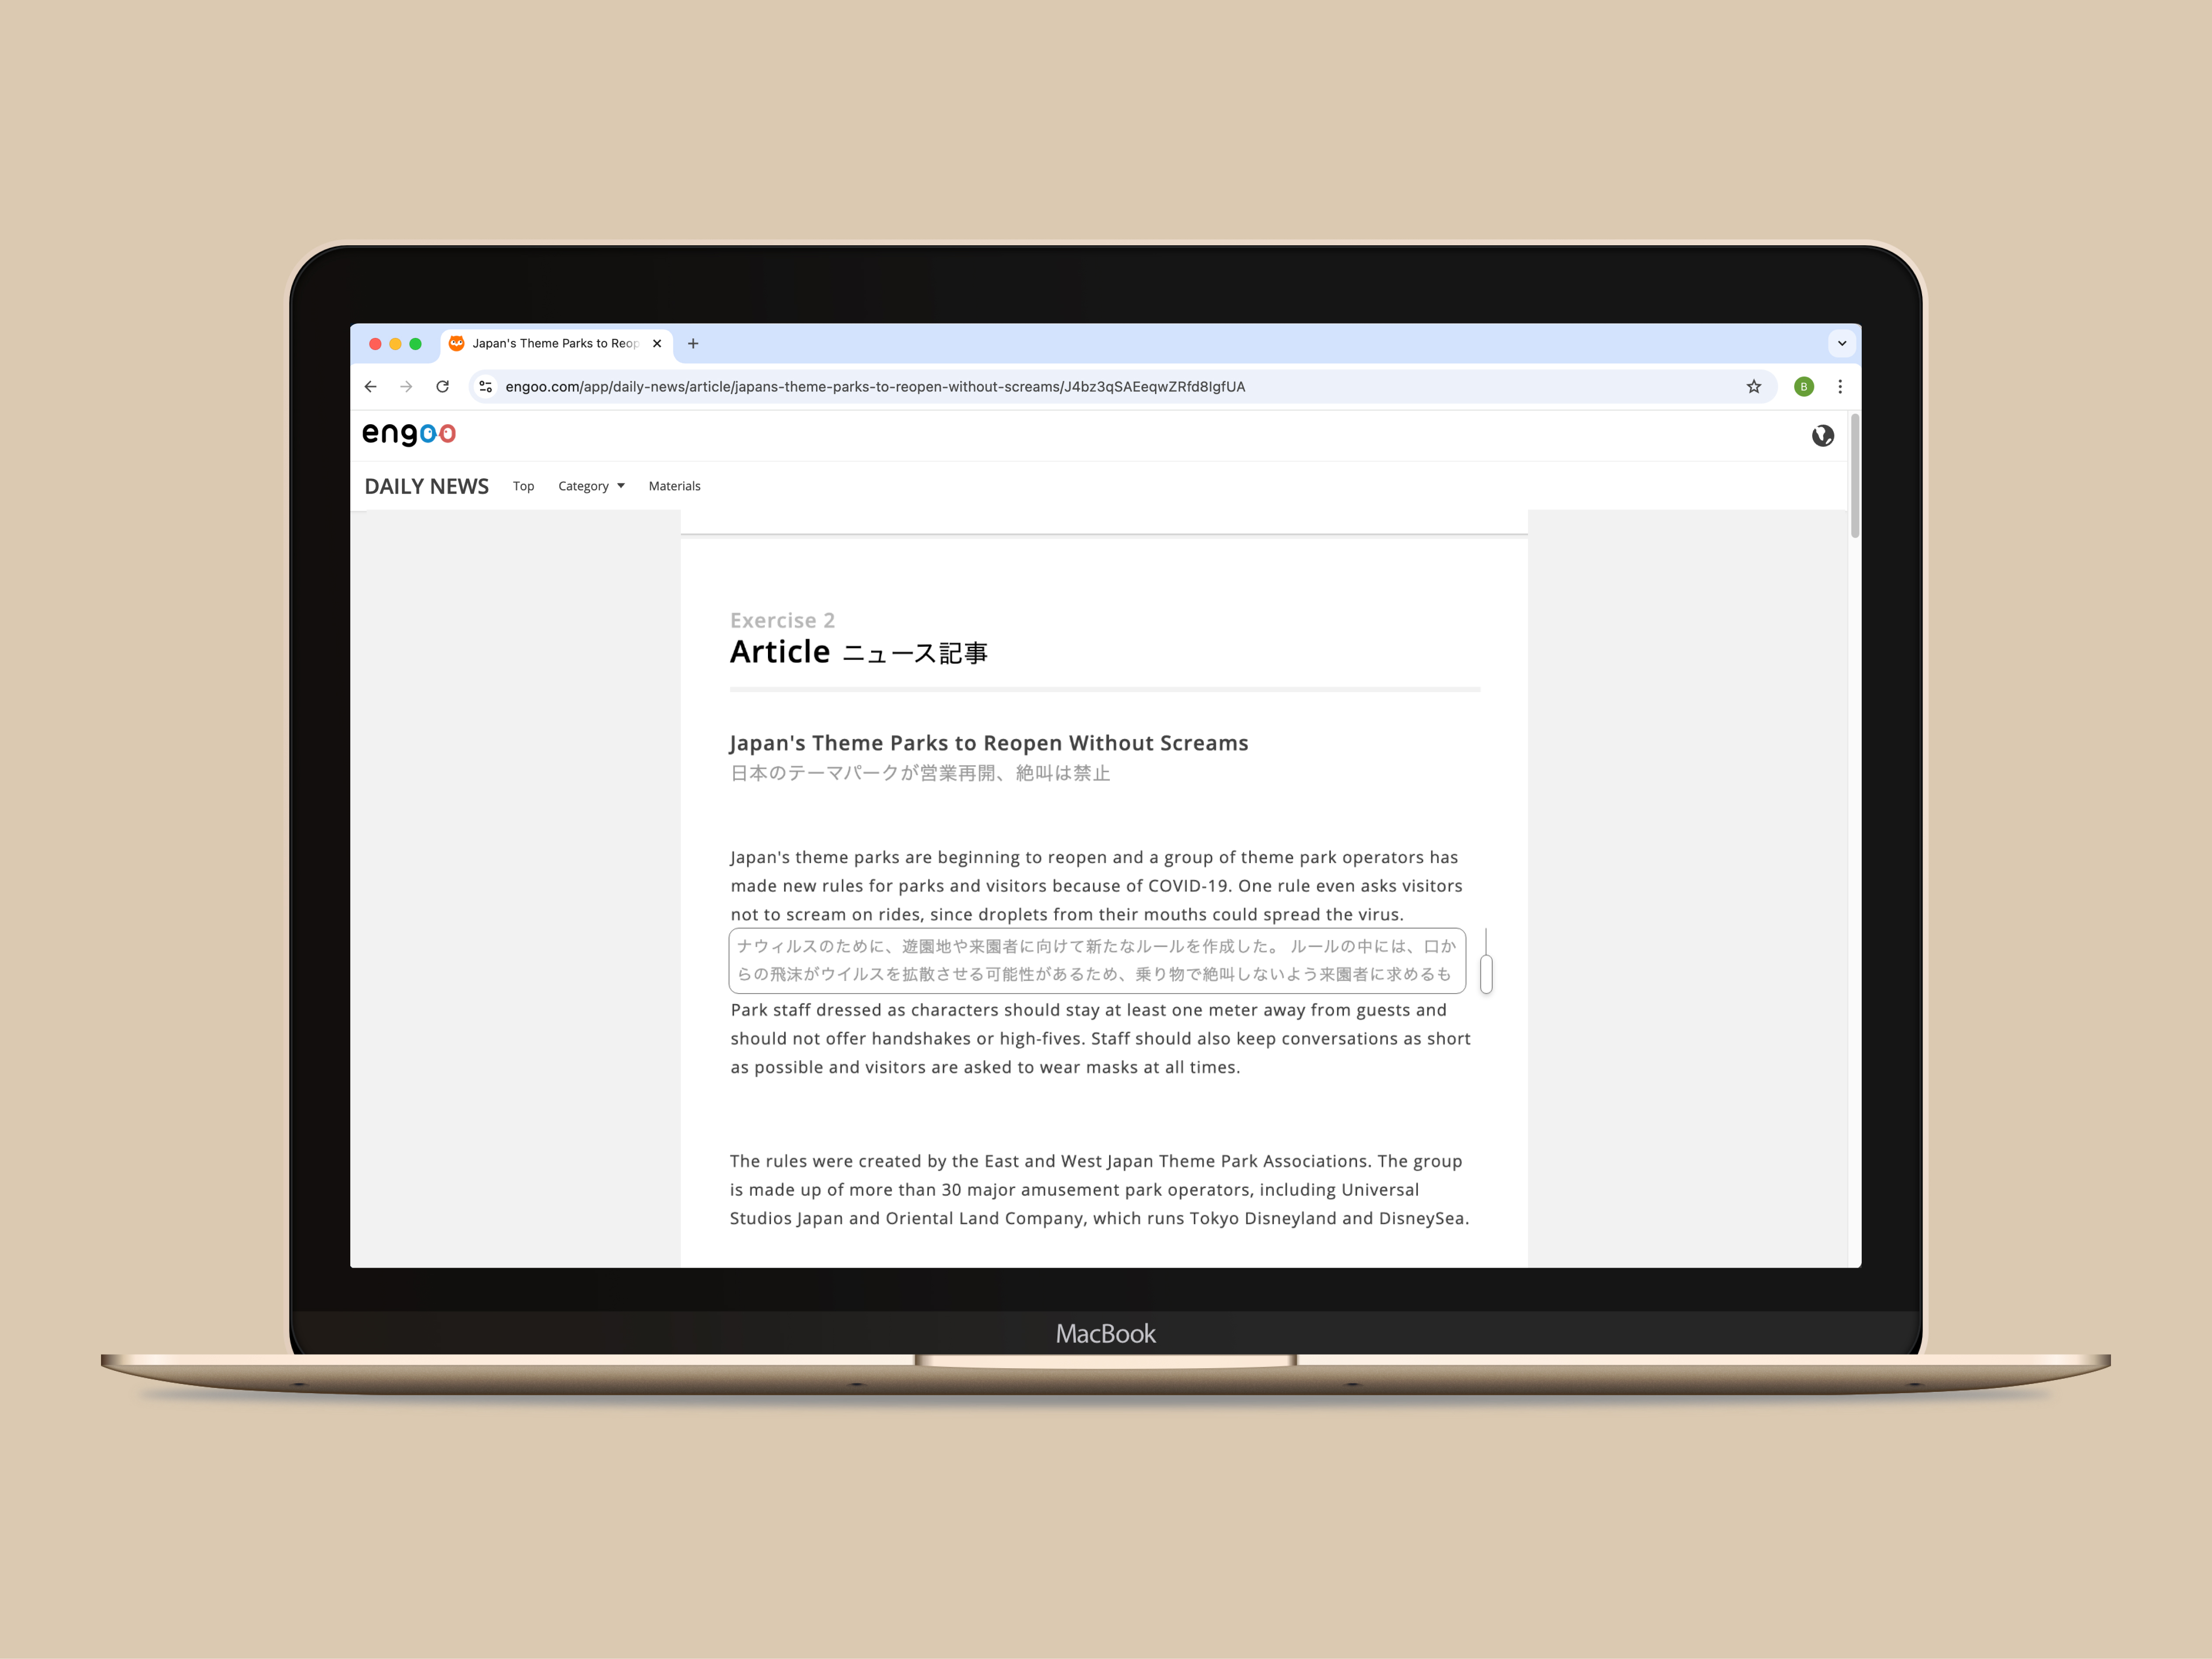 Japan's Theme Parks to Reop
engoo.com/app/daily-news/article/japans-theme-parks-to-reopen-without-screams/J4bz3qSAEeqwZRfd8IgfUA
B
engoo
DAILY NEWS Top Category Materials
Exercise 2
Article ニュース記事
Japan's Theme Parks to Reopen Without Screams
日本のテーマパークが営業再開、絶叫は禁止
Japan's theme parks are beginning to reopen and a group of theme park operators has
made new rules for parks and visitors because of COVID-19. One rule even asks visitors
not to scream on rides, since droplets from their mouths could spread the virus.
ナウィルスのために、遊園地や来園者に向けて新たなルールを作成した。 ルールの中には、口か
らの飛沫がウイルスを拡散させる可能性があるため、乗り物で絶叫しないよう来園者に求めるも
Park staff dressed as characters should stay at least one meter away from guests and
should not offer handshakes or high-fives. Staff should also keep conversations as short
as possible and visitors are asked to wear masks at all times.
The rules were created by the East and West Japan Theme Park Associations. The group
is made up of more than 30 major amusement park operators, including Universal
Studios Japan and Oriental Land Company, which runs Tokyo Disneyland and DisneySea.
MacBook